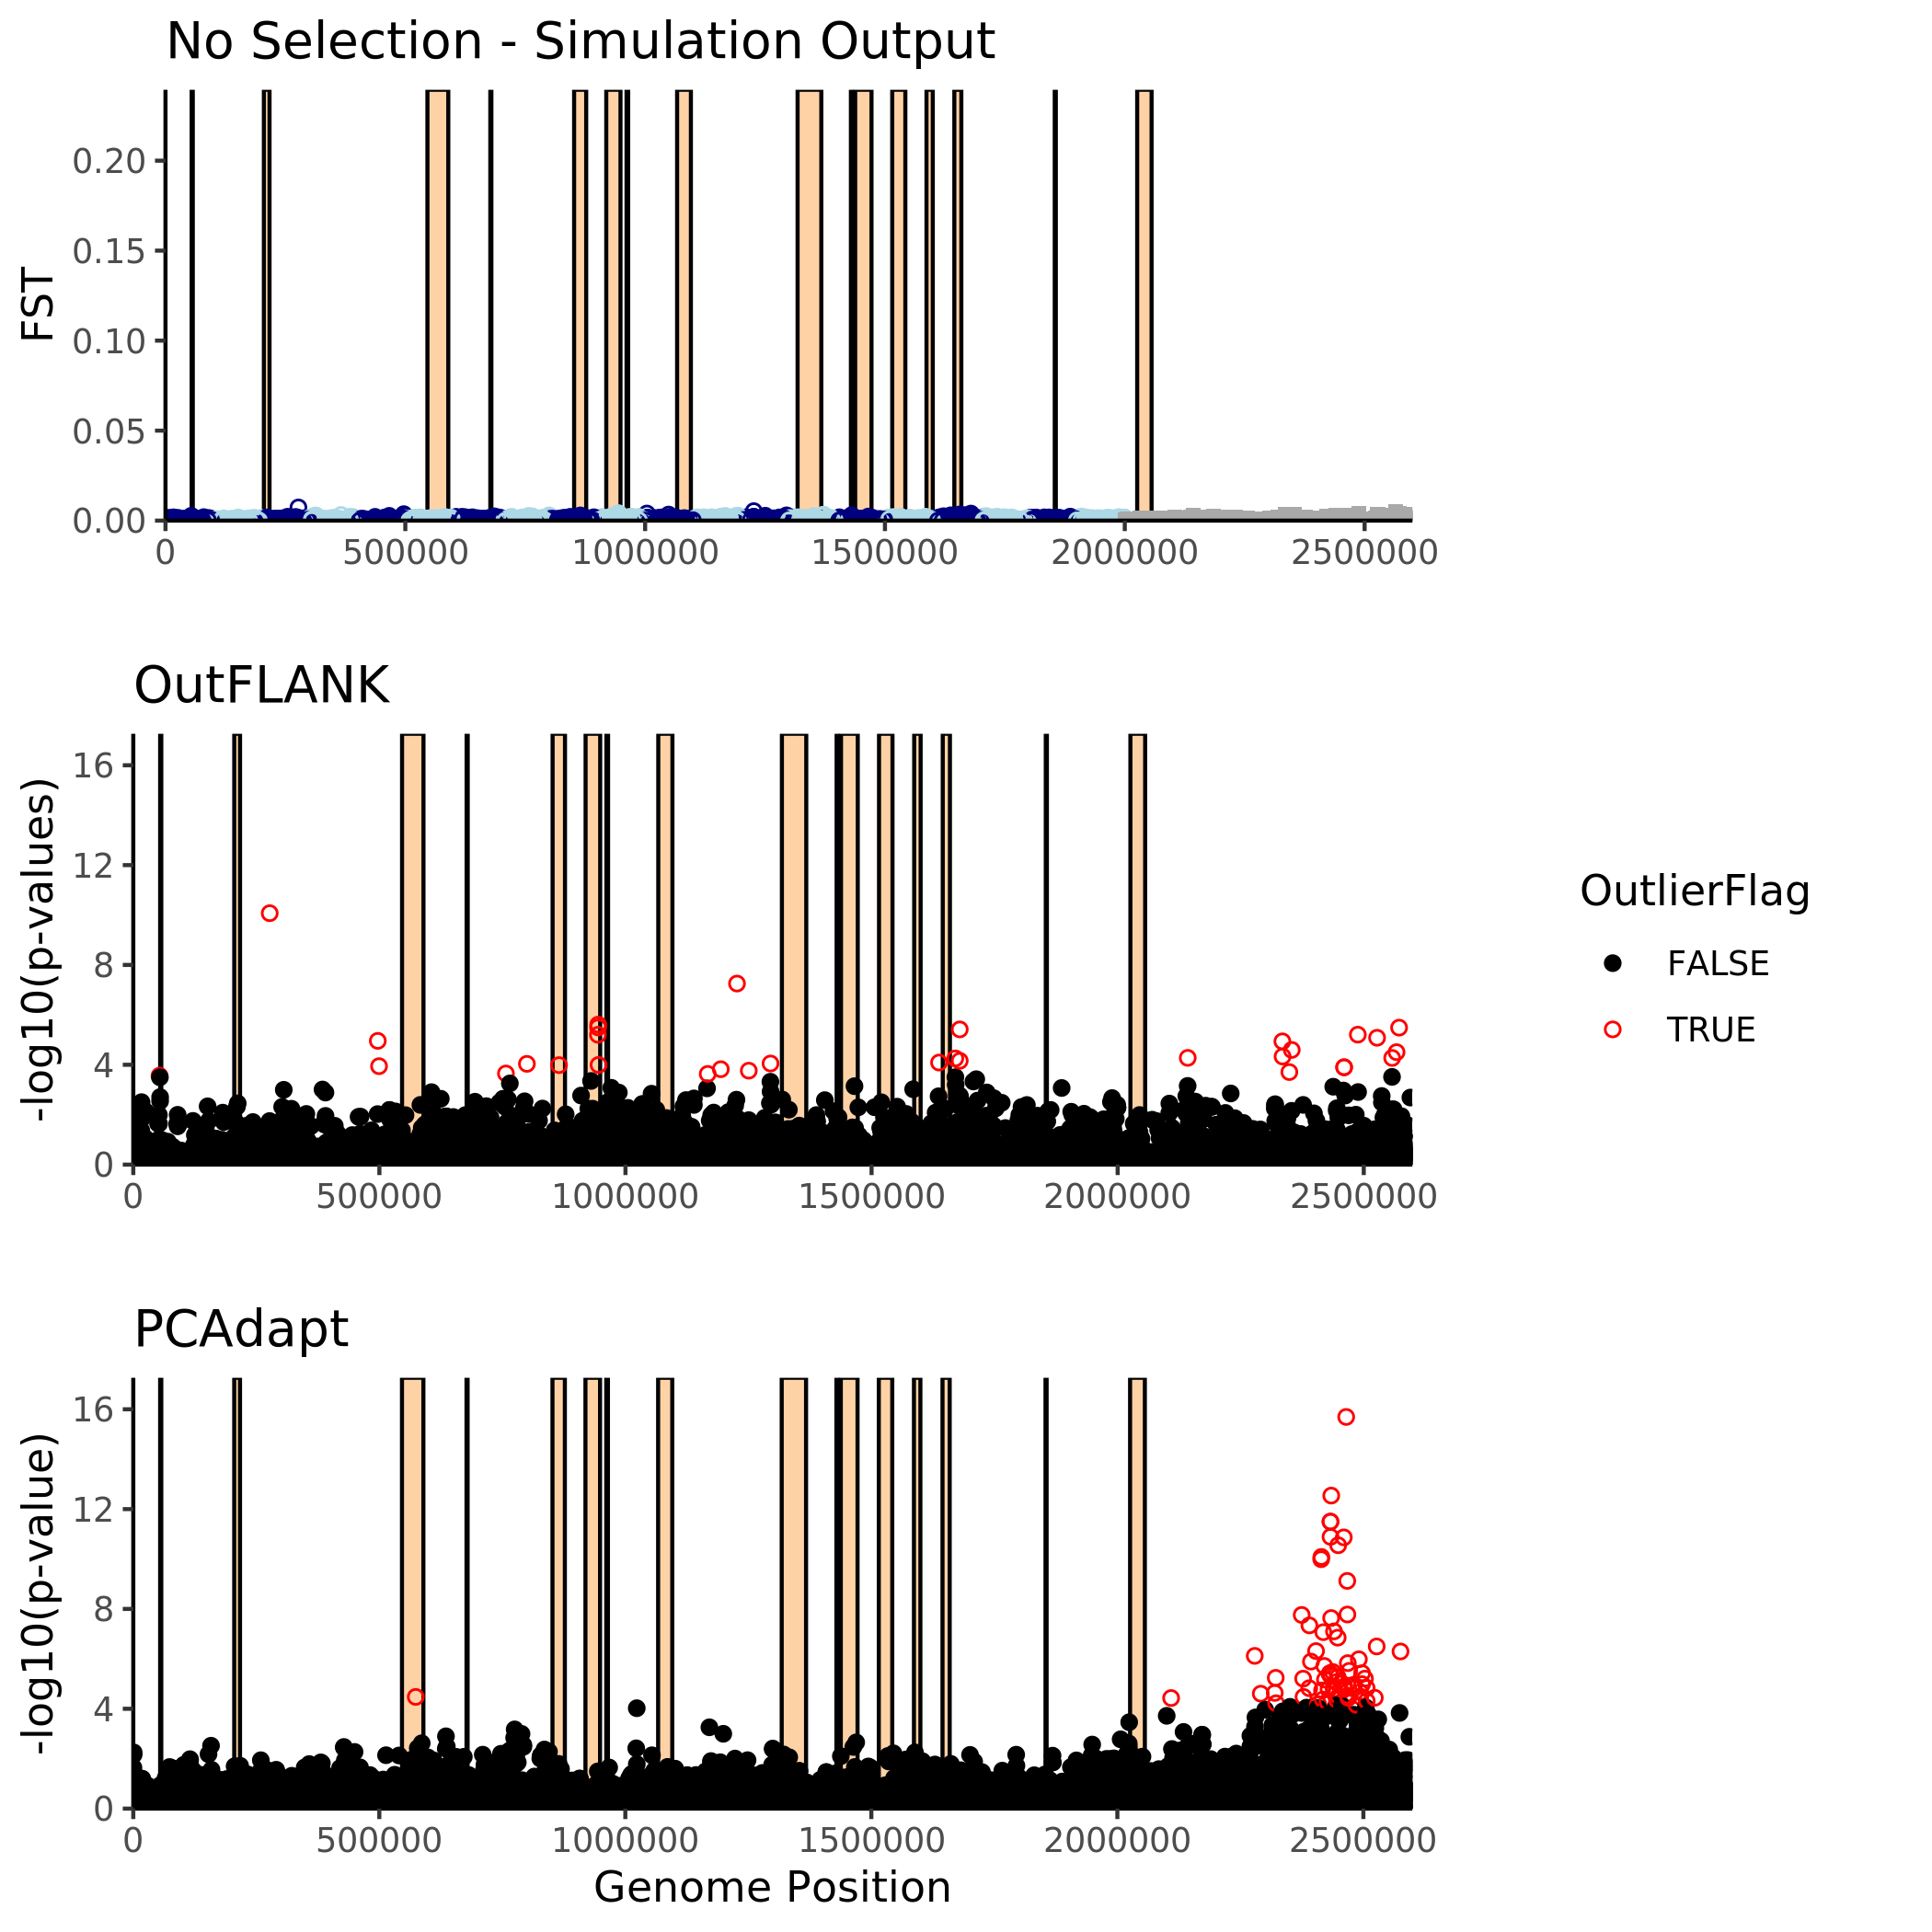 No Selection - Simulation Output
FST
0.20
0.15
0.10
0.05
0.00
0 500000 1000000 1500000 2000000 2500000
OutFLANK
-log10(p-values)
16
12
8
4
0
0 500000 1000000 1500000 2000000 2500000
OutlierFlag
FALSE
TRUE
PCAdapt
-log10(p-value)
16
12
8
4
0
0 500000 1000000 1500000 2000000 2500000
Genome Position